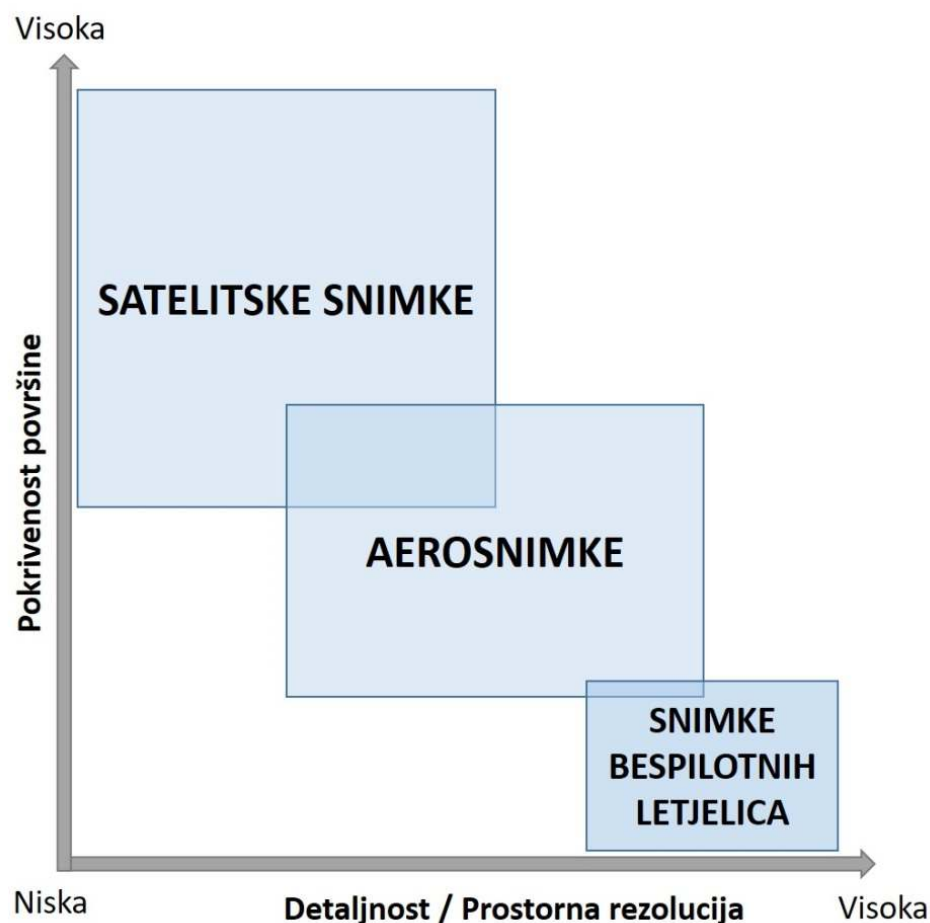 Visoka
SATELITSKE SNIMKE
Pokrivenost površine
AEROSNIMKE
SNIMKE
BESPILOTNIH
LETJELICA
Niska
Detaljnost / Prostorna rezolucija
Visoka